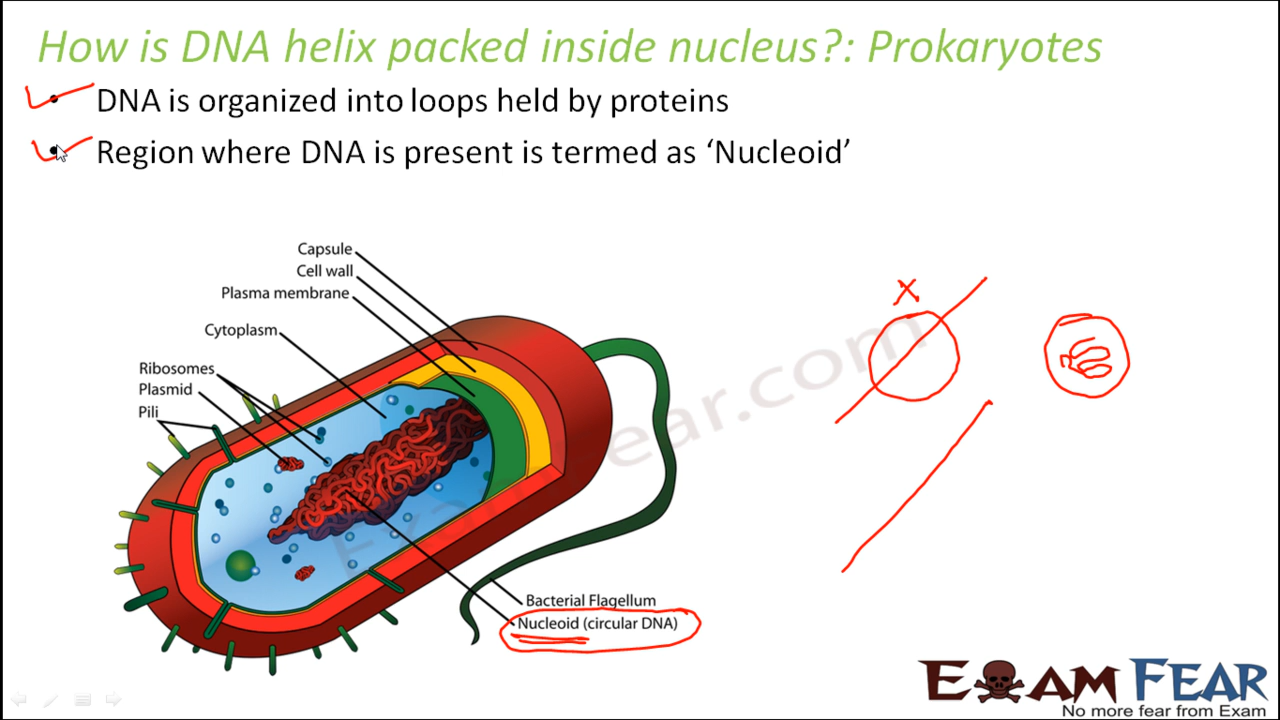 How is DNA helix packed inside nucleus?: Prokaryotes
• DNA is organized into loops held by proteins
• Region where DNA is present is termed as ‘Nucleoid’
Capsule
Cell wall
Plasma membrane
Cytoplasm
Ribosomes
Plasmid
Pili
Bacterial Flagellum
Nucleoid (circular DNA)
x
ExamFear.com
EXAM FEAR
No more fear from Exam